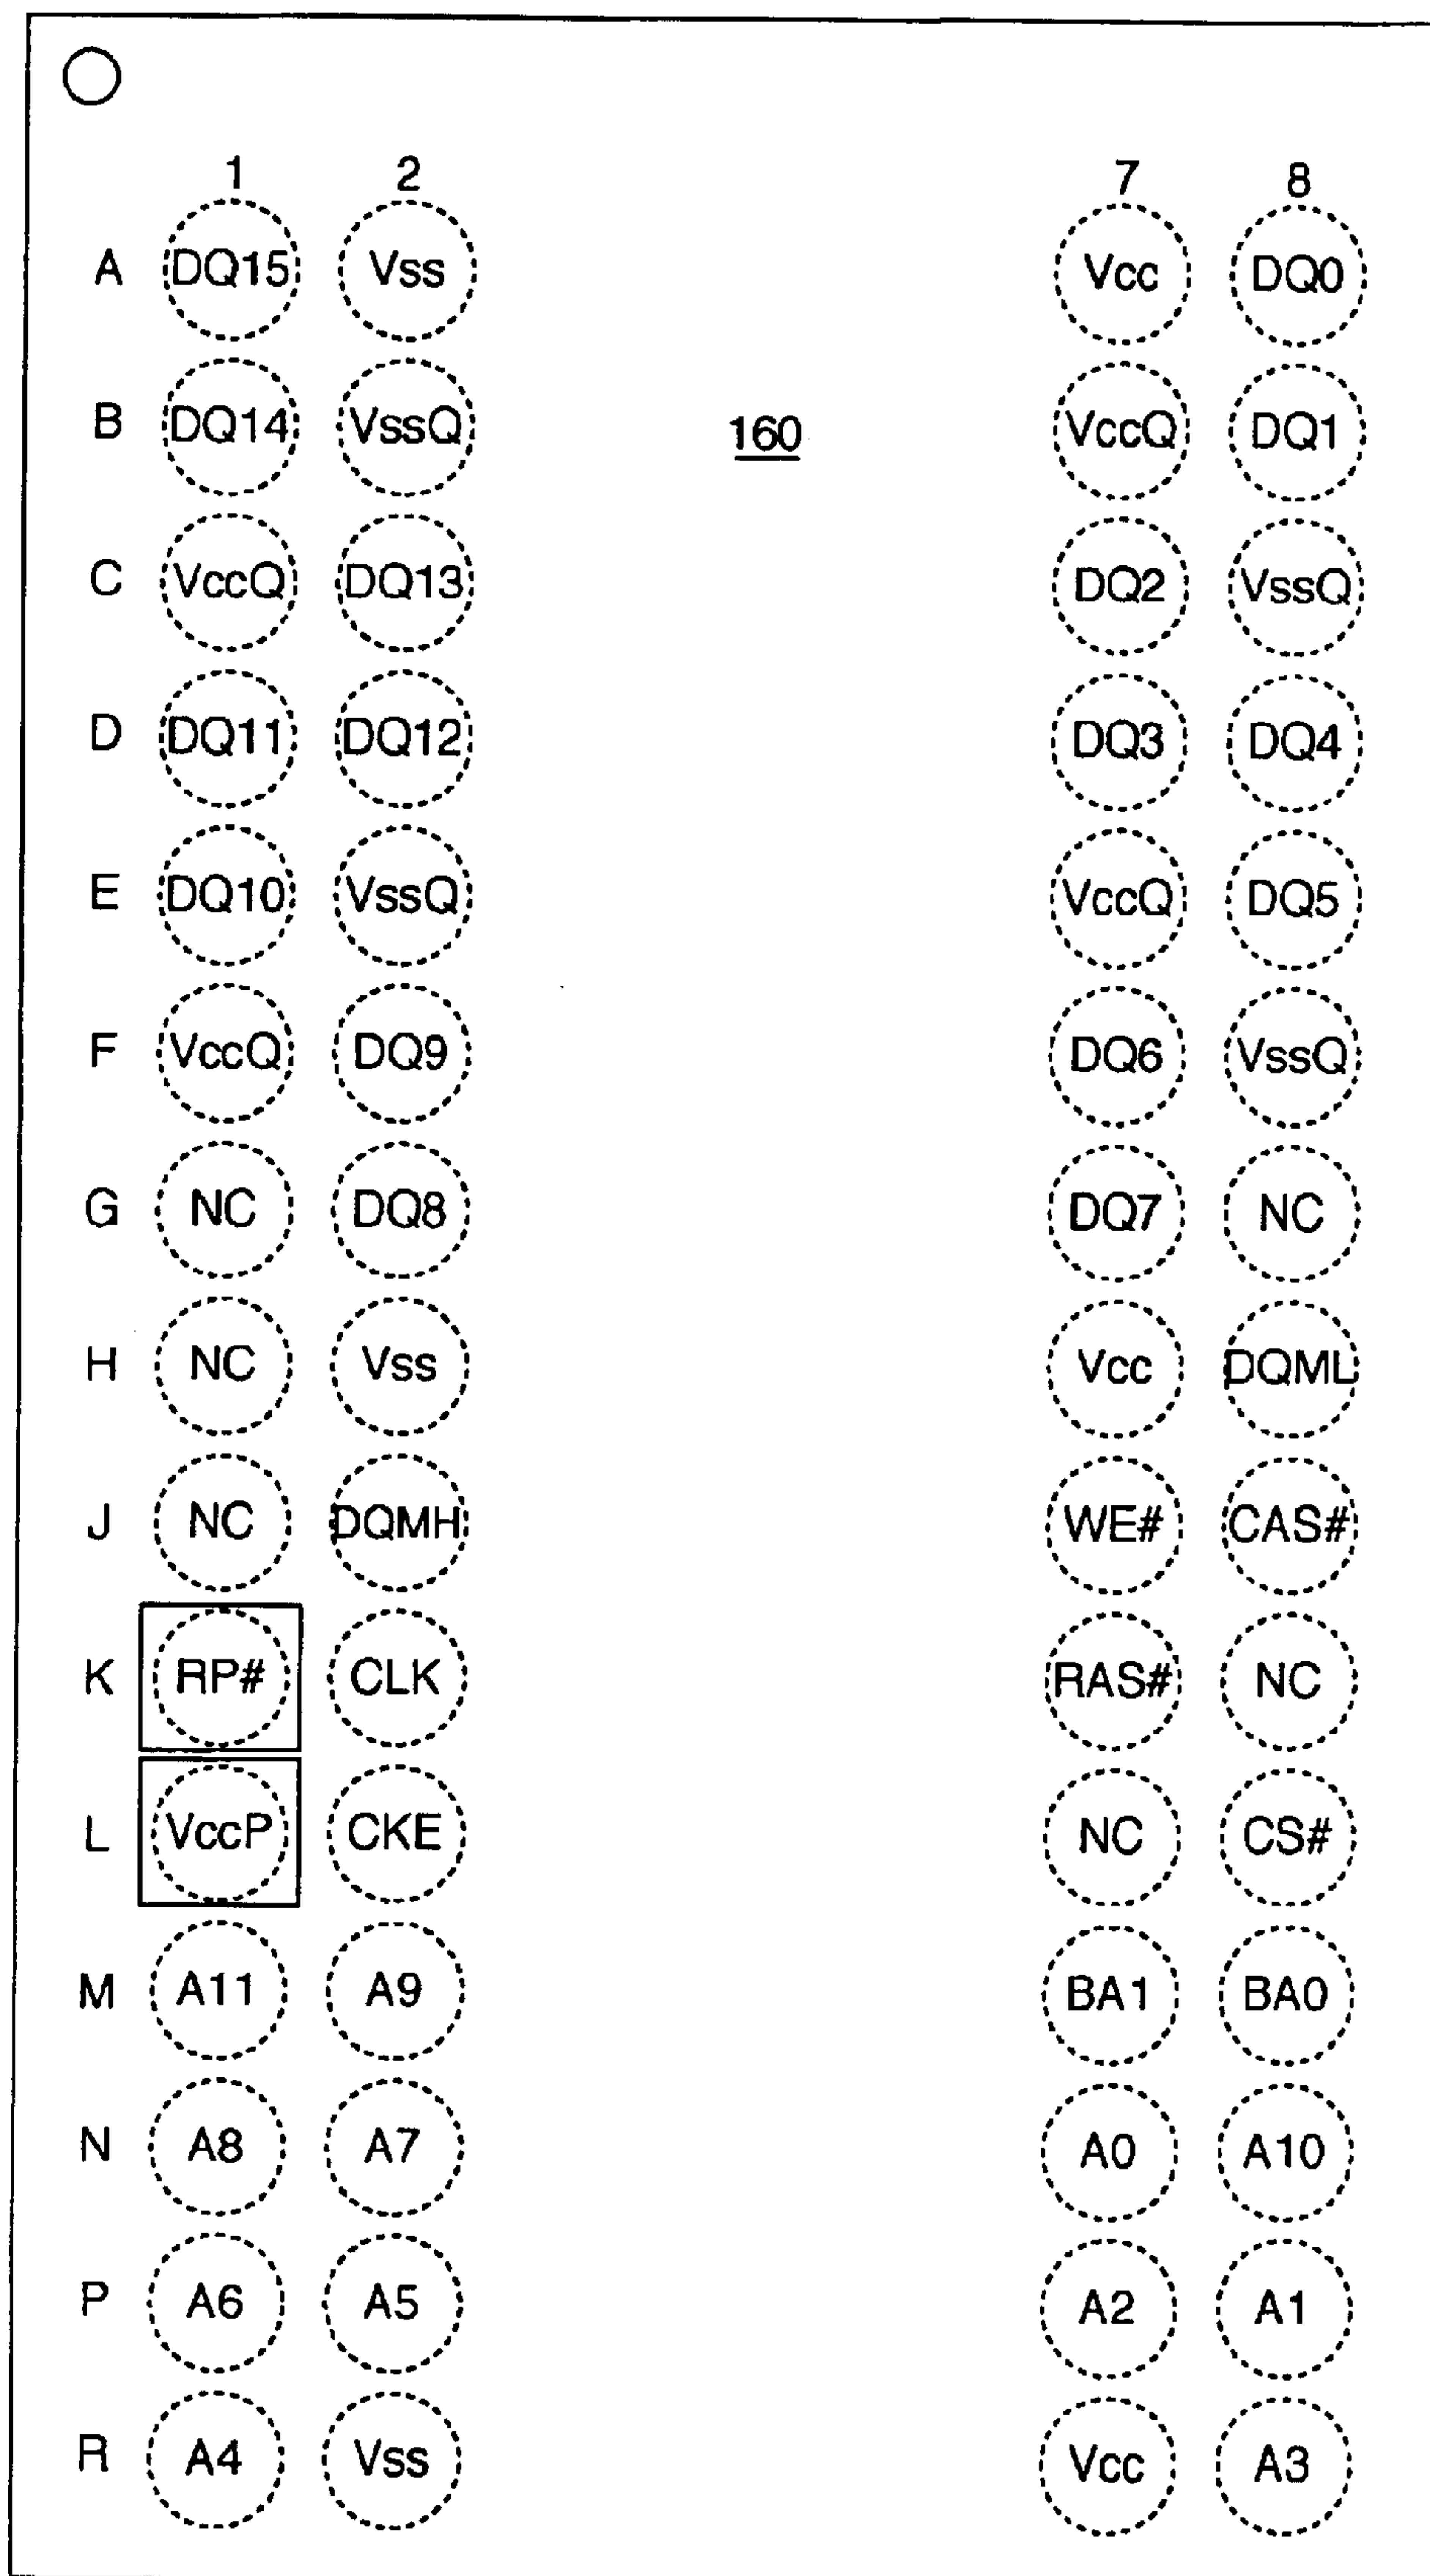 1 2 7 8
A DQ15 Vss Vcc DQ0
B DQ14 VssQ 160 VccQ DQ1
C VccQ DQ13 DQ2 VssQ
D DQ11 DQ12 DQ3 DQ4
E DQ10 VssQ VccQ DQ5
F VccQ DQ9 DQ6 VssQ
G NC DQ8 DQ7 NC
H NC Vss Vcc DQML
J NC DQMH WE# CAS#
K RP# CLK RAS# NC
L VccP CKE NC CS#
M A11 A9 BA1 BA0
N A8 A7 A0 A10
P A6 A5 A2 A1
R A4 Vss Vcc A3